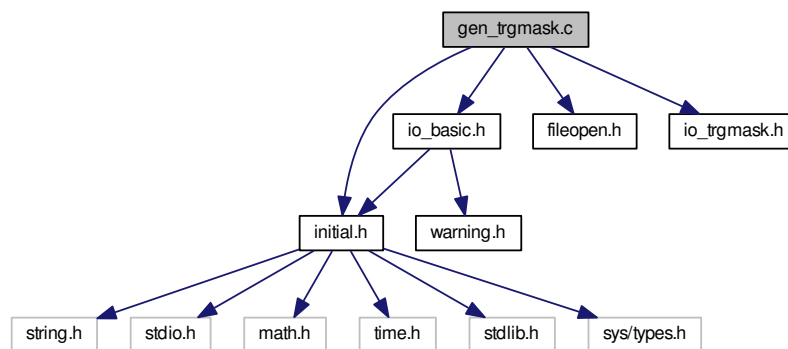 gen_trgmask.c
io_basic.h
fileopen.h
io_trgmask.h
initial.h
warning.h
string.h
stdio.h
math.h
time.h
stdlib.h
sys/types.h